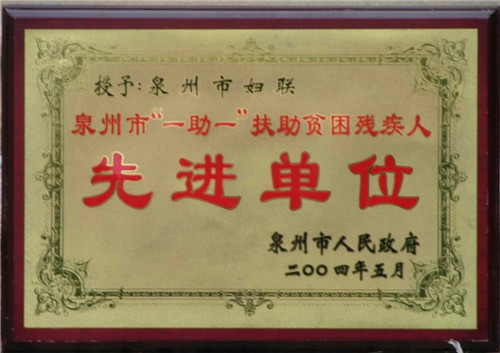 授予:泉州市妇联
泉州市“一助一”扶助贫困残疾人
先进单位
泉州市人民政府
二〇〇四年五月